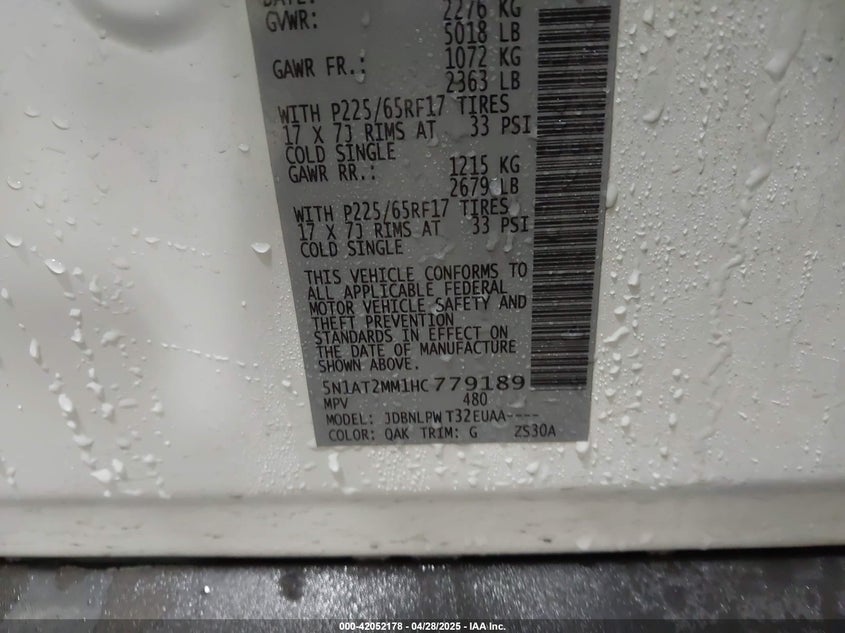 DATE:
GVWR: 2276 KG
5018 LB
GAWR FR.: 1072 KG
2363 LB
WITH P225/65RF17 TIRES
17 X 7J RIMS AT 33 PSI
COLD SINGLE
GAWR RR.: 1215 KG
2679 LB
WITH P225/65RF17 TIRES
17 X 7J RIMS AT 33 PSI
COLD SINGLE
THIS VEHICLE CONFORMS TO
ALL APPLICABLE FEDERAL
MOTOR VEHICLE SAFETY AND
THEFT PREVENTION
STANDARDS IN EFFECT ON
THE DATE OF MANUFACTURE
SHOWN ABOVE.
5N1AT2MM1HC779189
MPV 480
MODEL: JDBNLPW T32EUAA----
COLOR: QAK TRIM: G ZS30A
000-42052178 | 04/28/2025 - IAA Inc.